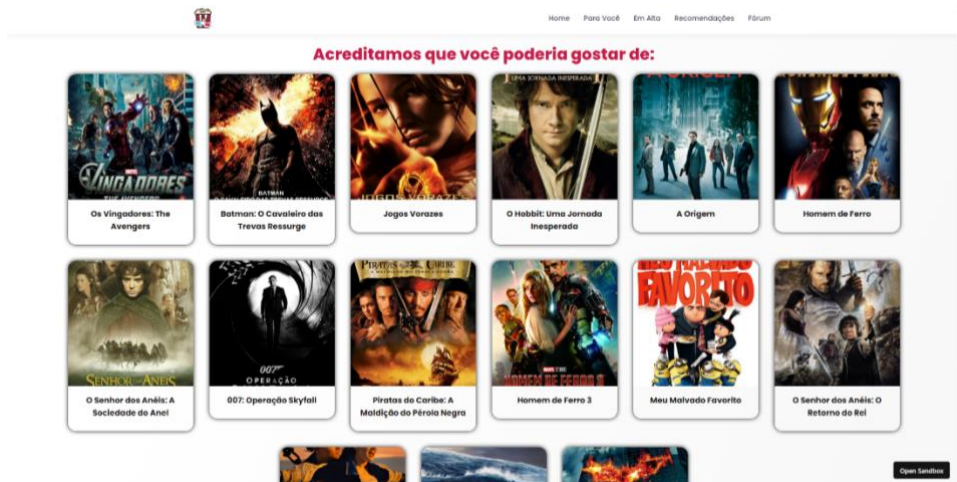 Home Para Você Em Alta Recomendações Fórum
Acreditamos que você poderia gostar de:
UMA JORNADA INESPERADA
A ORIGEM
VINGADORES
BATMAN
JOGOS VORAZES
Os Vingadores: The
Avengers
Batman: O Cavaleiro das
Trevas Ressurge
Jogos Vorazes
O Hobbit: Uma Jornada
Inesperada
A Origem
Homem de Ferro
PIRATAS DO CARIBE
MEU MALVADO
FAVORITO
SENHOR DOS ANÉIS
007
OPERAÇÃO
HOMEM DE FERRO 3
O Senhor dos Anéis: A
Sociedade do Anel
007: Operação Skyfall
Piratas do Caribe: A
Maldição do Pérola Negra
Homem de Ferro 3
Meu Malvado Favorito
O Senhor dos Anéis: O
Retorno do Rei
Open Sandbox